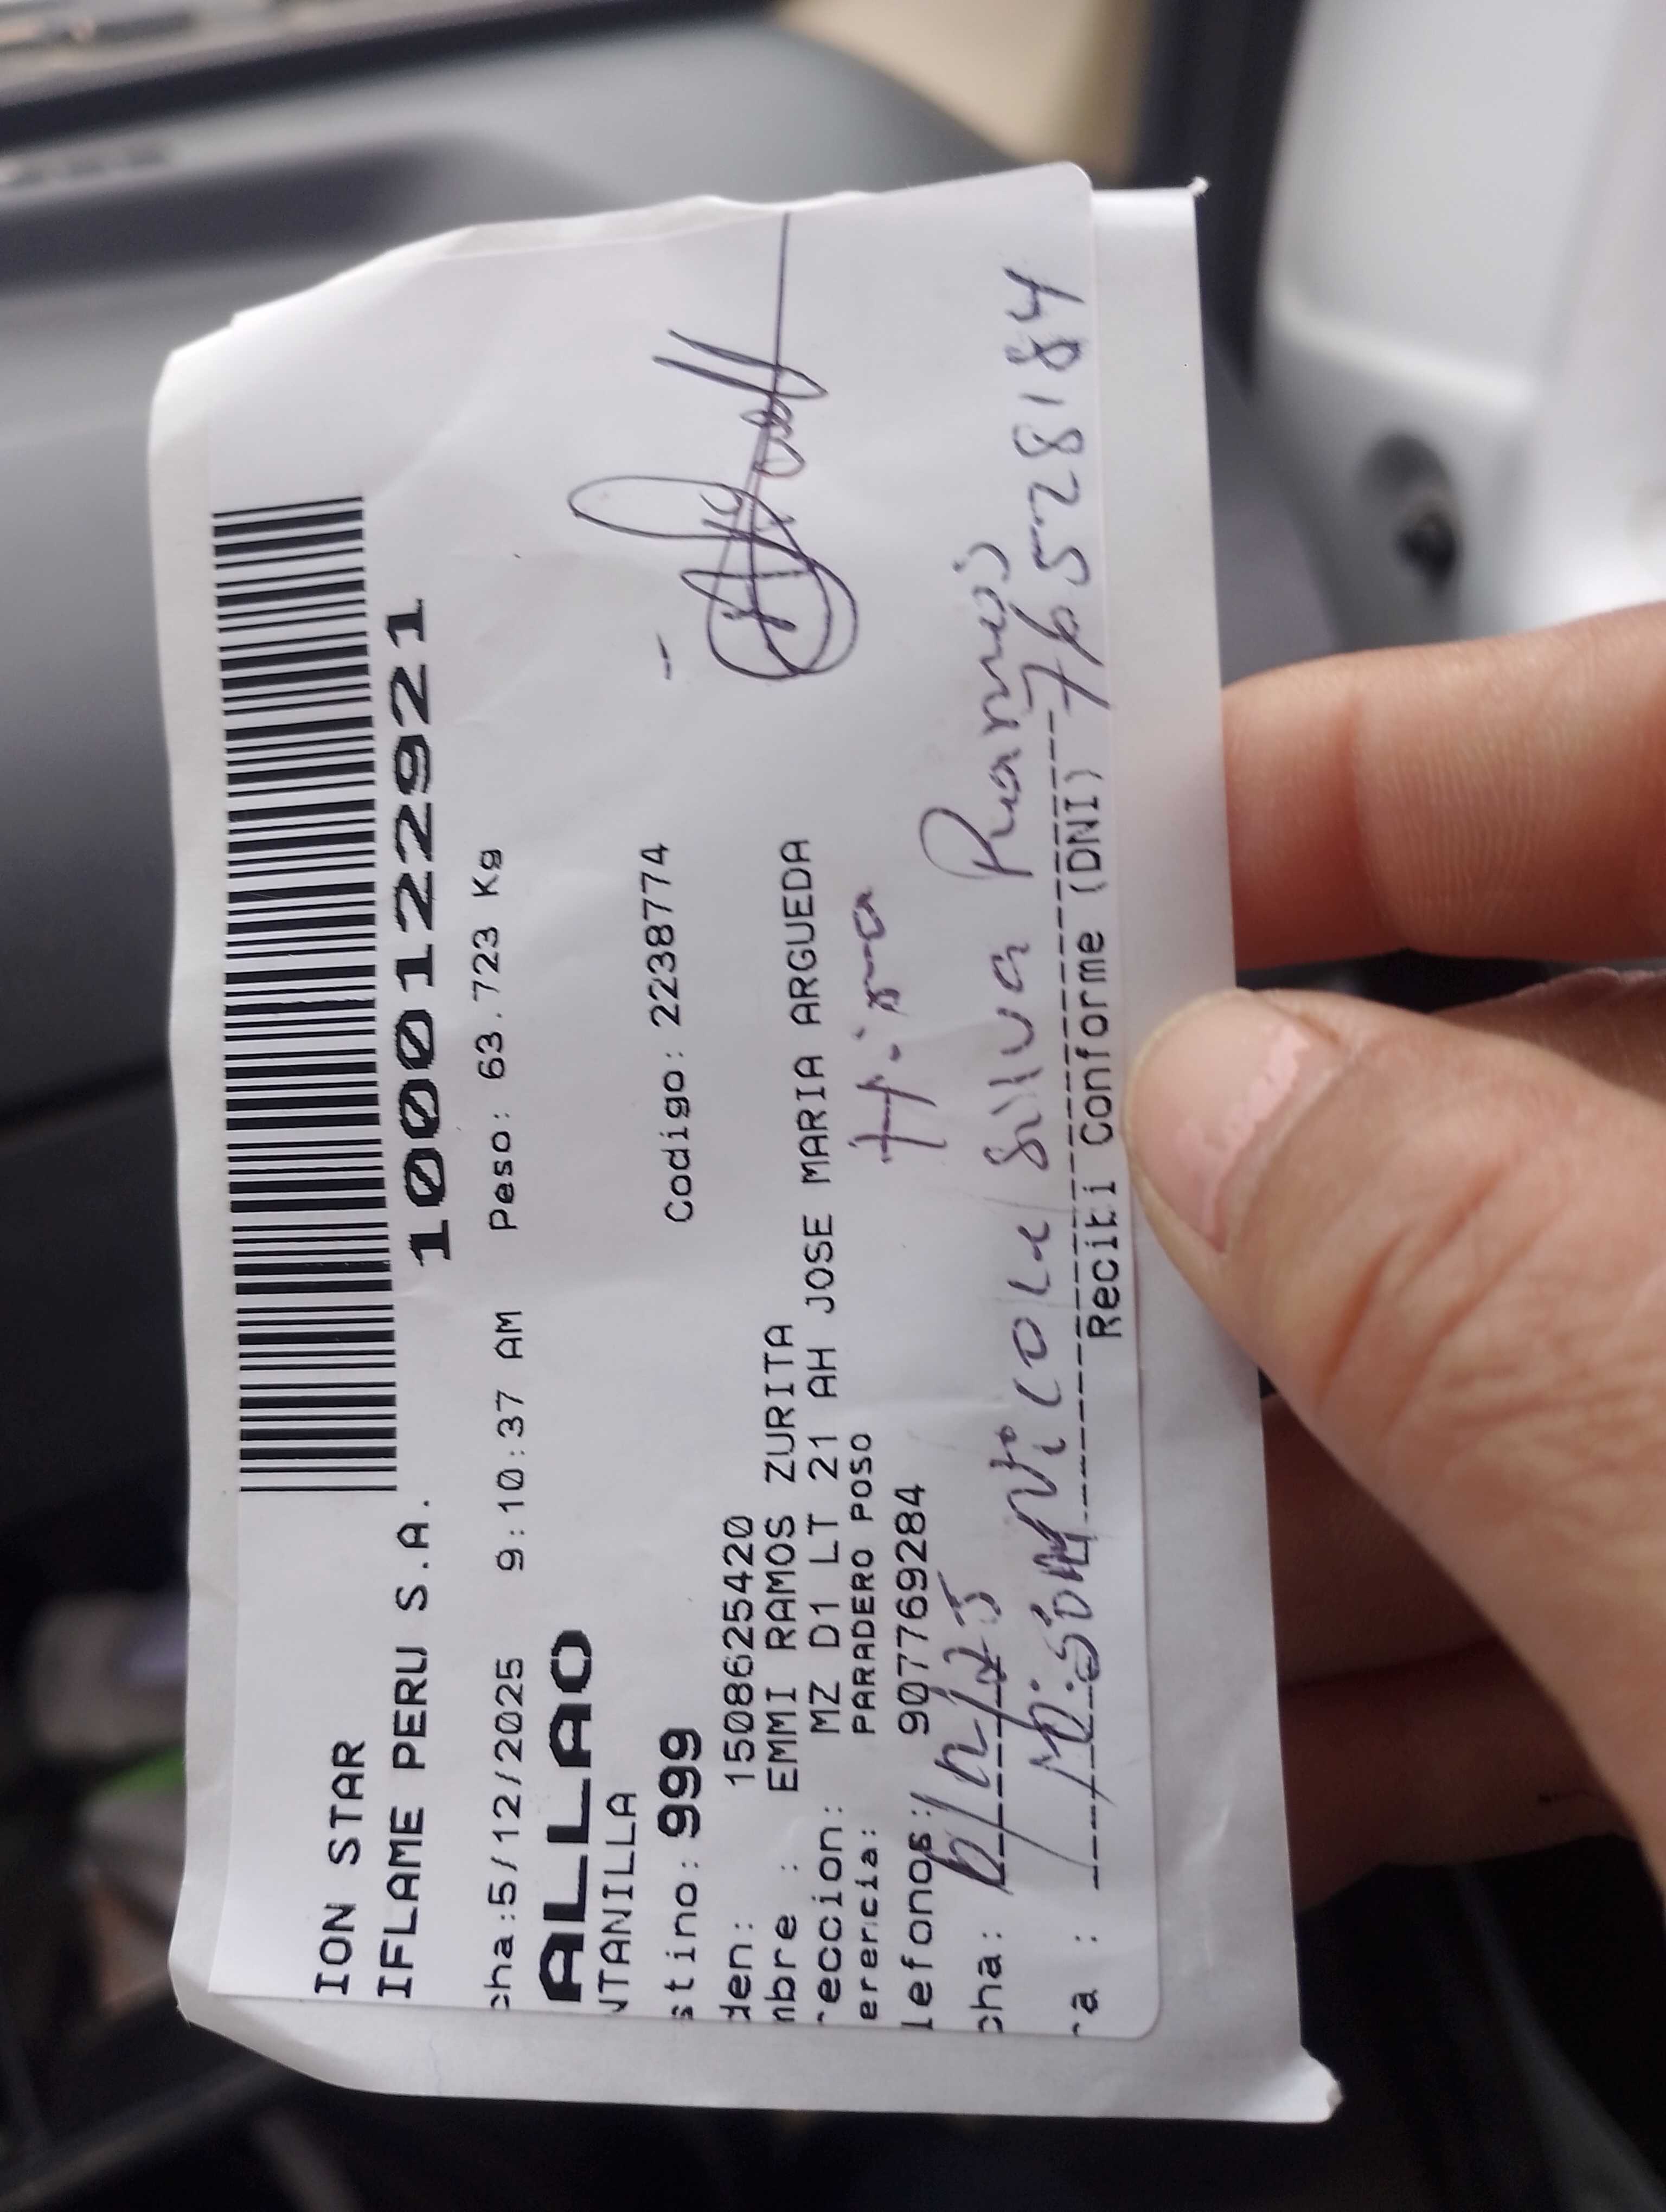 ION STAR
IFLAME PERU S.A.
1000122921
cha:5/12/2025 9:10:37 AM Peso: 63.723 Kg
ALLAO
NTANILLA
stino: 999 Codigo: 2238774
den: 1508625420
mbre : EMMI RAMOS ZURITA
reccion: MZ D1 LT 21 AH JOSE MARIA ARGUEDA
erencia: PARADERO POSO
lefonos: 907769284
cha:
ra : Silva
Recibi Conforme (DNI) 76528184